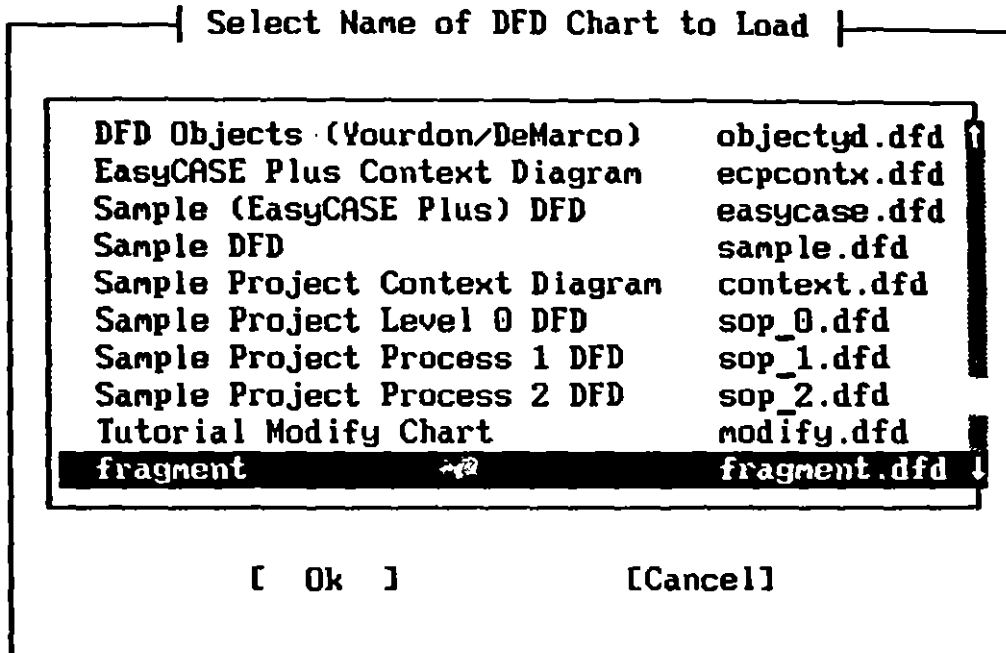 Select Name of DFD Chart to Load
DFD Objects (Yourdon/DeMarco) objectyd.dfd ↑
EasyCASE Plus Context Diagram ecpcontx.dfd
Sample (EasyCASE Plus) DFD easycase.dfd
Sample DFD sample.dfd
Sample Project Context Diagram context.dfd
Sample Project Level 0 DFD sop_0.dfd
Sample Project Process 1 DFD sop_1.dfd
Sample Project Process 2 DFD sop_2.dfd
Tutorial Modify Chart modify.dfd
fragment fragment.dfd ↓
[ Ok ] [Cancel]